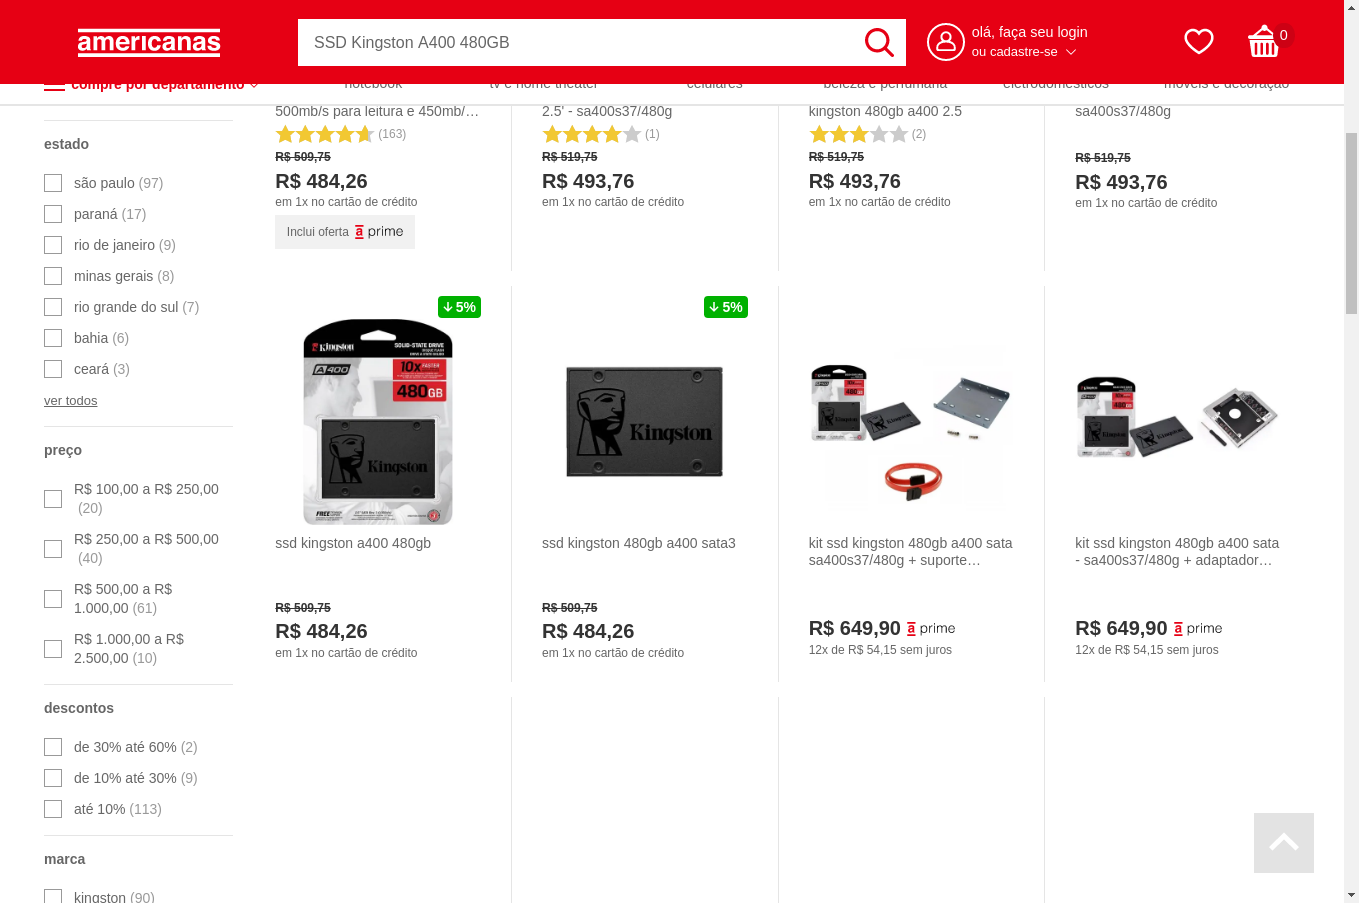 americanas
SSD Kingston A400 480GB
olá, faça seu login
ou cadastre-se
0
compre por departamento
notebook
tv e home theater
celulares
beleza e perfumaria
eletrodomésticos
móveis e decoração
estado
são paulo (97)
paraná (17)
rio de janeiro (9)
minas gerais (8)
rio grande do sul (7)
bahia (6)
ceará (3)
ver todos
preço
R$ 100,00 a R$ 250,00
(20)
R$ 250,00 a R$ 500,00
(40)
R$ 500,00 a R$
1.000,00 (61)
R$ 1.000,00 a R$
2.500,00 (10)
descontos
de 30% até 60% (2)
de 10% até 30% (9)
até 10% (113)
marca
kingston (90)
500mb/s para leitura e 450mb/…
(163)
R$ 509,75
R$ 484,26
em 1x no cartão de crédito
Inclui oferta a prime
2.5' - sa400s37/480g
(1)
R$ 519,75
R$ 493,76
em 1x no cartão de crédito
kingston 480gb a400 2.5
(2)
R$ 519,75
R$ 493,76
em 1x no cartão de crédito
sa400s37/480g
R$ 519,75
R$ 493,76
em 1x no cartão de crédito
5%
Kingston
SOLID-STATE DRIVE
A400
10x FASTER
480GB
Kingston
FREE
ssd kingston a400 480gb
R$ 509,75
R$ 484,26
em 1x no cartão de crédito
5%
Kingston
ssd kingston 480gb a400 sata3
R$ 509,75
R$ 484,26
em 1x no cartão de crédito
kit ssd kingston 480gb a400 sata
sa400s37/480g + suporte…
R$ 649,90 a prime
12x de R$ 54,15 sem juros
kit ssd kingston 480gb a400 sata
- sa400s37/480g + adaptador…
R$ 649,90 a prime
12x de R$ 54,15 sem juros